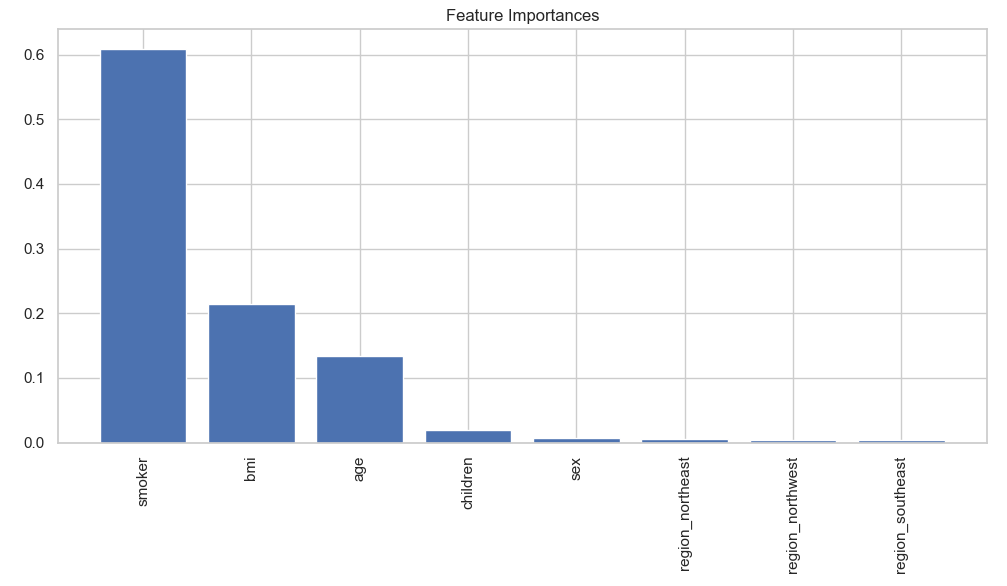 Feature Importances
0.6
0.5
0.4
0.3
0.2
0.1
0.0
smoker
bmi
age
children
sex
region_northeast
region_northwest
region_southeast